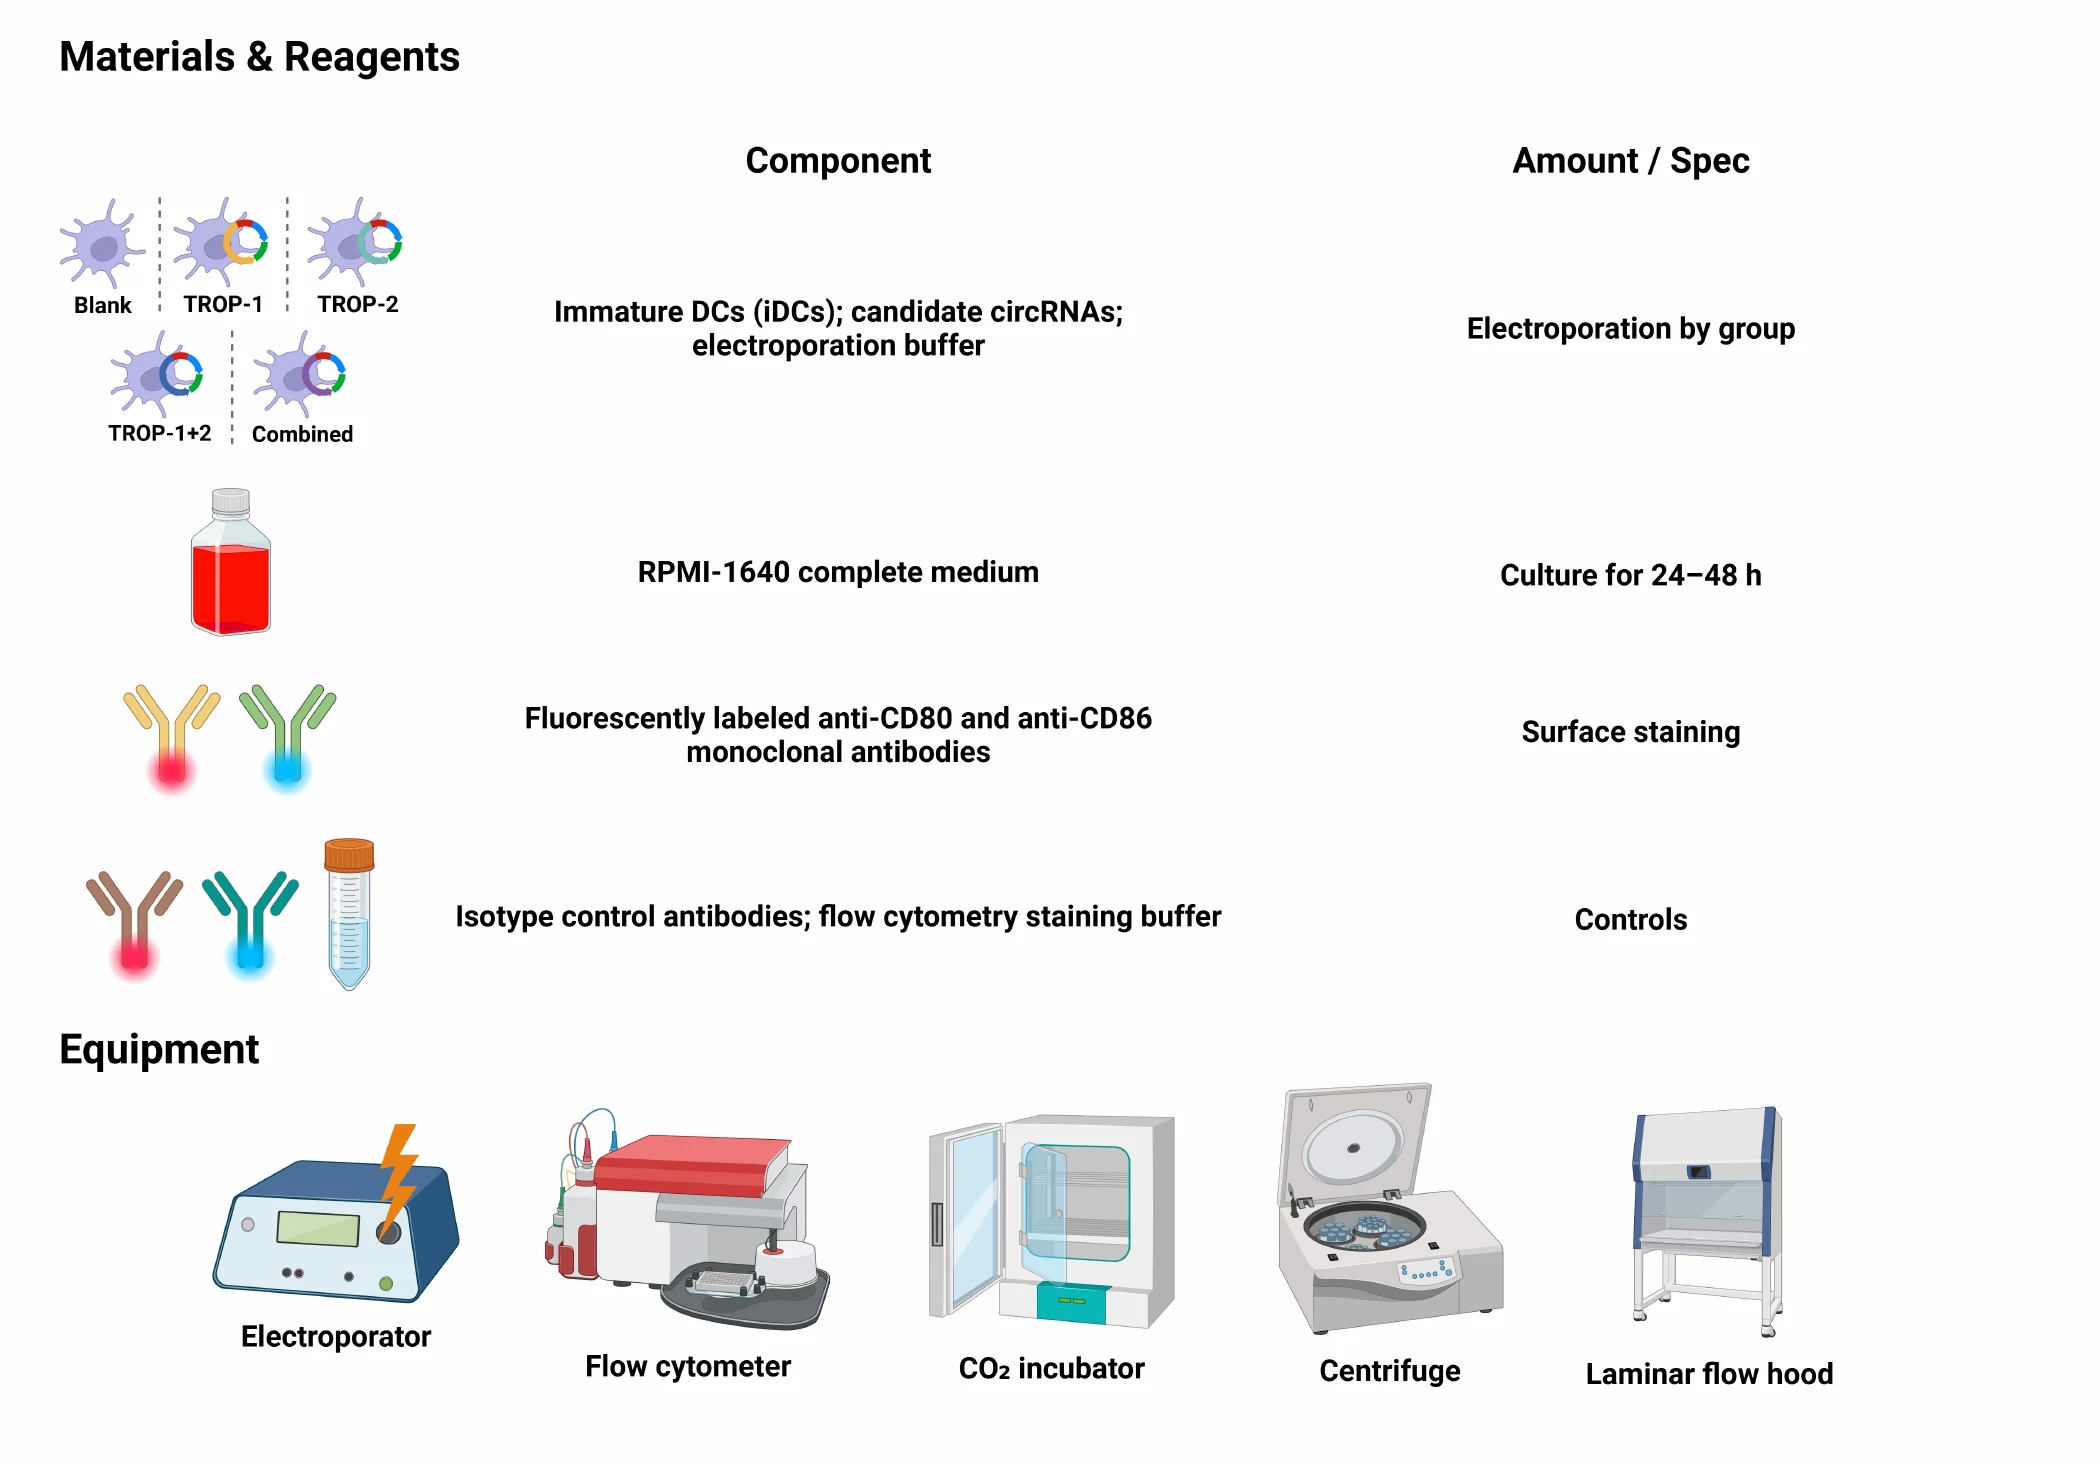 Materials & Reagents
Component
Amount / Spec
Blank
TROP-1
TROP-2
TROP-1+2
Combined
Immature DCs (iDCs); candidate circRNAs;
electroporation buffer
Electroporation by group
RPMI-1640 complete medium
Culture for 24–48 h
Fluorescently labeled anti-CD80 and anti-CD86
monoclonal antibodies
Surface staining
Isotype control antibodies; flow cytometry staining buffer
Controls
Equipment
Electroporator
Flow cytometer
CO₂ incubator
Centrifuge
Laminar flow hood